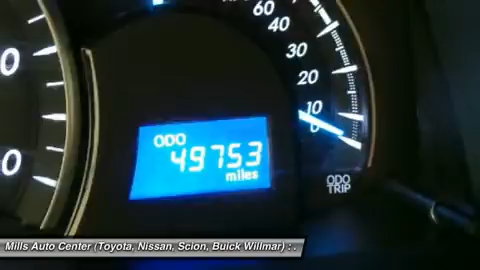 60
40
30
20
10
0
0
0
ODO
49753
miles
ODO
TRIP
Mills Auto Center (Toyota, Nissan, Scion, Buick Willmar) : .